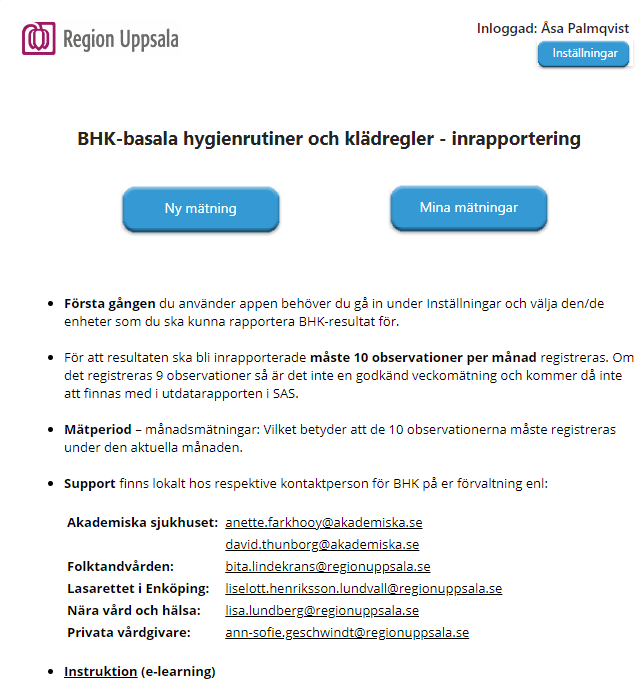 Region Uppsala
Inloggad: Åsa Palmqvist
Inställningar
BHK-basala hygienrutiner och klädregler - inrapportering
Ny mätning
Mina mätningar
• Första gången du använder appen behöver du gå in under Inställningar och välja den/de
enheter som du ska kunna rapportera BHK-resultat för.
• För att resultaten ska bli inrapporterade måste 10 observationer per månad registreras. Om
det registreras 9 observationer så är det inte en godkänd veckomätning och kommer då inte
att finnas med i utdatarapporten i SAS.
• Mätperiod – månadsmätningar: Vilket betyder att de 10 observationerna måste registreras
under den aktuella månaden.
• Support finns lokalt hos respektive kontaktperson för BHK på er förvaltning enl:
Akademiska sjukhuset: anette.farkhooy@akademiska.se
david.thunborg@akademiska.se
Folktandvården: bita.lindekrans@regionuppsala.se
Lasarettet i Enköping: liselott.henriksson.lundvall@regionuppsala.se
Nära vård och hälsa: lisa.lundberg@regionuppsala.se
Privata vårdgivare: ann-sofie.geschwindt@regionuppsala.se
• Instruktion (e-learning)